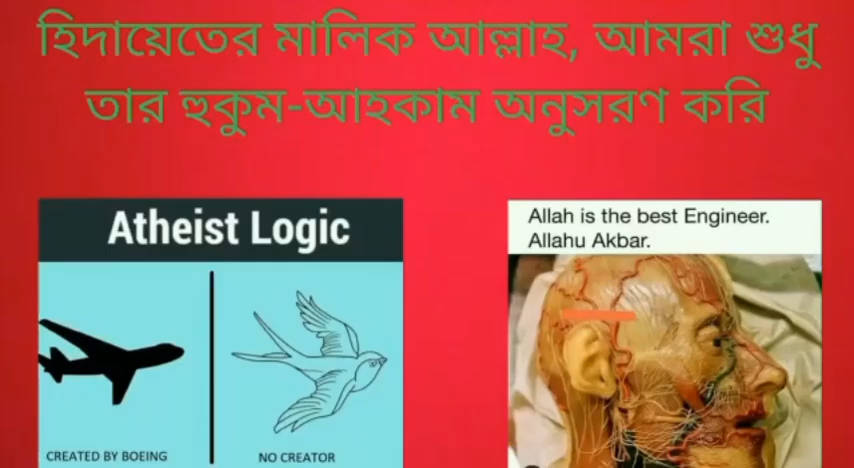 হিদায়েতের মালিক আল্লাহ, আমরা শুধু
তার হুকুম-আহকাম অনুসরণ করি
Atheist Logic
CREATED BY BOEING
NO CREATOR
Allah is the best Engineer.
Allahu Akbar.